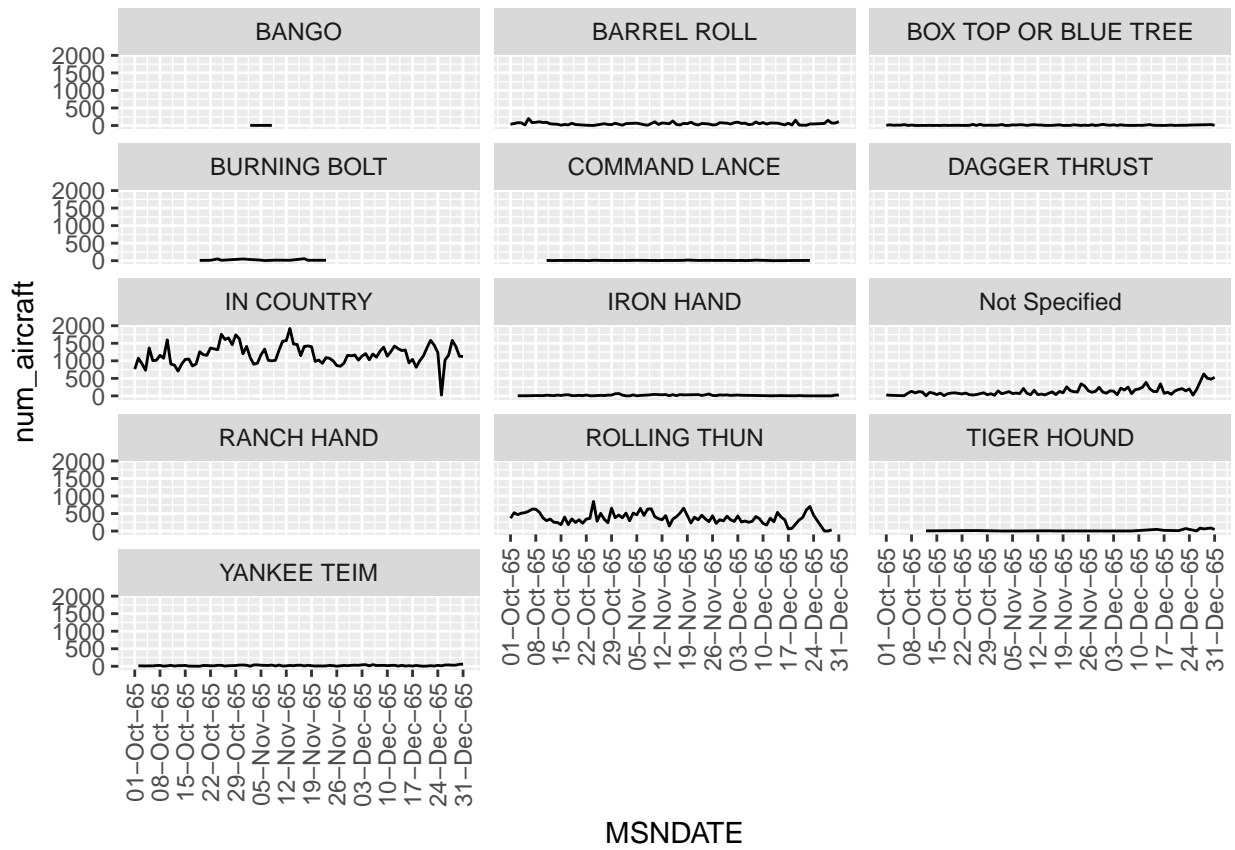 BANGO
BARREL ROLL
BOX TOP OR BLUE TREE
2000
1500
1000
500
0
BURNING BOLT
COMMAND LANCE
DAGGER THRUST
2000
1500
1000
500
0
IN COUNTRY
IRON HAND
Not Specified
2000
1500
1000
500
0
RANCH HAND
ROLLING THUN
TIGER HOUND
2000
1500
1000
500
0
YANKEE TEIM
2000
1500
1000
500
0
num_aircraft
01−Oct−65
08−Oct−65
15−Oct−65
22−Oct−65
29−Oct−65
05−Nov−65
12−Nov−65
19−Nov−65
26−Nov−65
03−Dec−65
10−Dec−65
17−Dec−65
24−Dec−65
31−Dec−65
01−Oct−65
08−Oct−65
15−Oct−65
22−Oct−65
29−Oct−65
05−Nov−65
12−Nov−65
19−Nov−65
26−Nov−65
03−Dec−65
10−Dec−65
17−Dec−65
24−Dec−65
31−Dec−65
01−Oct−65
08−Oct−65
15−Oct−65
22−Oct−65
29−Oct−65
05−Nov−65
12−Nov−65
19−Nov−65
26−Nov−65
03−Dec−65
10−Dec−65
17−Dec−65
24−Dec−65
31−Dec−65
MSNDATE